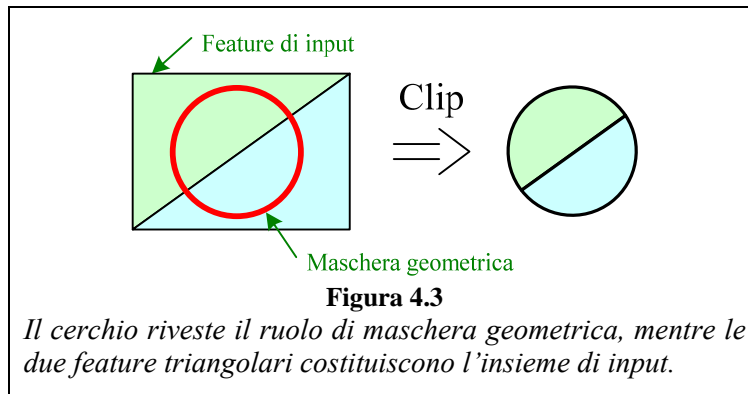 Feature di input
Clip
Maschera geometrica
Figura 4.3
Il cerchio riveste il ruolo di maschera geometrica, mentre le
due feature triangolari costituiscono l’insieme di input.